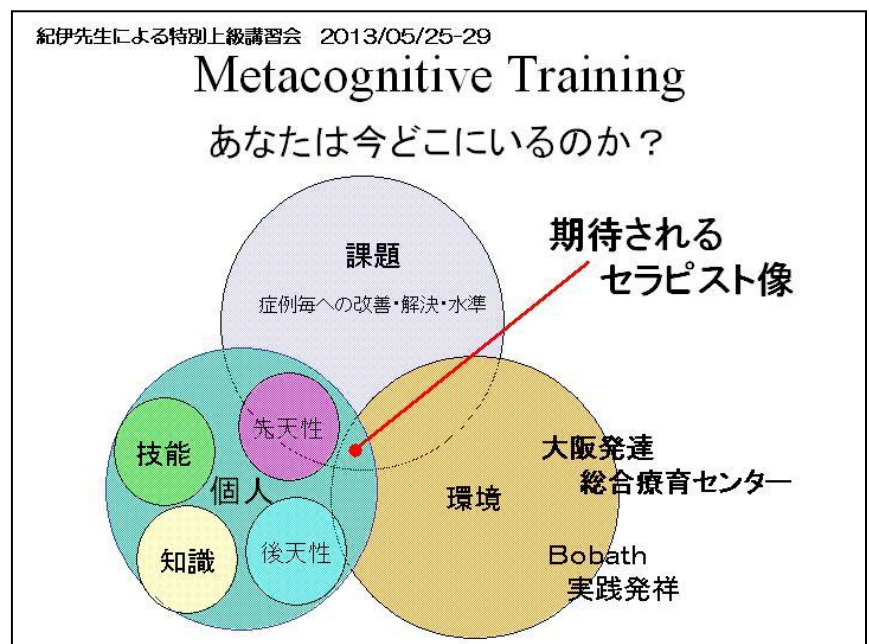 紀伊先生による特別上級講習会　2013/05/25-29
Metacognitive Training
あなたは今どこにいるのか？
課題
症例毎への改善・解決・水準
期待される
セラピスト像
技能
先天性
個人
知識
後天性
環境
大阪発達
総合療育センター
Bobath
実践発祥